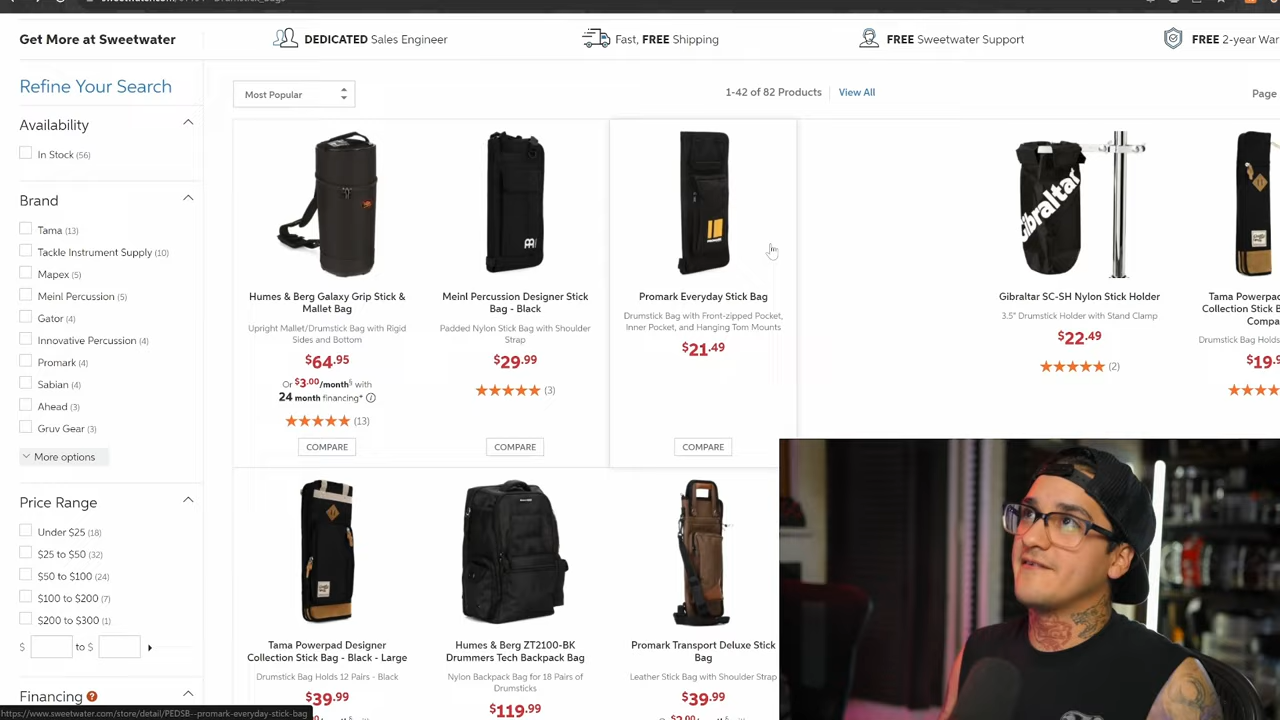 Get More at Sweetwater
DEDICATED Sales Engineer
Fast, FREE Shipping
FREE Sweetwater Support
FREE 2-year War
Refine Your Search
Most Popular
1-42 of 82 Products
View All
Page
Availability
In Stock (56)
Brand
Tama (13)
Tackle Instrument Supply (10)
Mapex (5)
Meinl Percussion (5)
Gator (4)
Innovative Percussion (4)
Promark (4)
Sabian (4)
Ahead (3)
Gruv Gear (3)
More options
Price Range
Under $25 (18)
$25 to $50 (32)
$50 to $100 (24)
$100 to $200 (7)
$200 to $300 (1)
$ to $
Financing
Humes & Berg Galaxy Grip Stick &
Mallet Bag
Upright Mallet/Drumstick Bag with Rigid
Sides and Bottom
$64.95
Or $3.00/month§ with
24 month financing*
(13)
COMPARE
Meinl Percussion Designer Stick
Bag - Black
Padded Nylon Stick Bag with Shoulder
Strap
$29.99
(3)
COMPARE
Promark Everyday Stick Bag
Drumstick Bag with Front-zipped Pocket,
Inner Pocket, and Hanging Tom Mounts
$21.49
COMPARE
Gibraltar
Gibraltar SC-SH Nylon Stick Holder
3.5" Drumstick Holder with Stand Clamp
$22.49
(2)
Tama Powerpa
Collection Stick B
Compa
Drumstick Bag Holds
$19.9
Tama Powerpad Designer
Collection Stick Bag - Black - Large
Drumstick Bag Holds 12 Pairs - Black
$39.99
Humes & Berg ZT2100-BK
Drummers Tech Backpack Bag
Nylon Backpack Bag for 18 Pairs of
Drumsticks
$119.99
Promark Transport Deluxe Stick
Bag
Leather Stick Bag with Shoulder Strap
$39.99
https://www.sweetwater.com/store/detail/PEDSB--promark-everyday-stick-bag